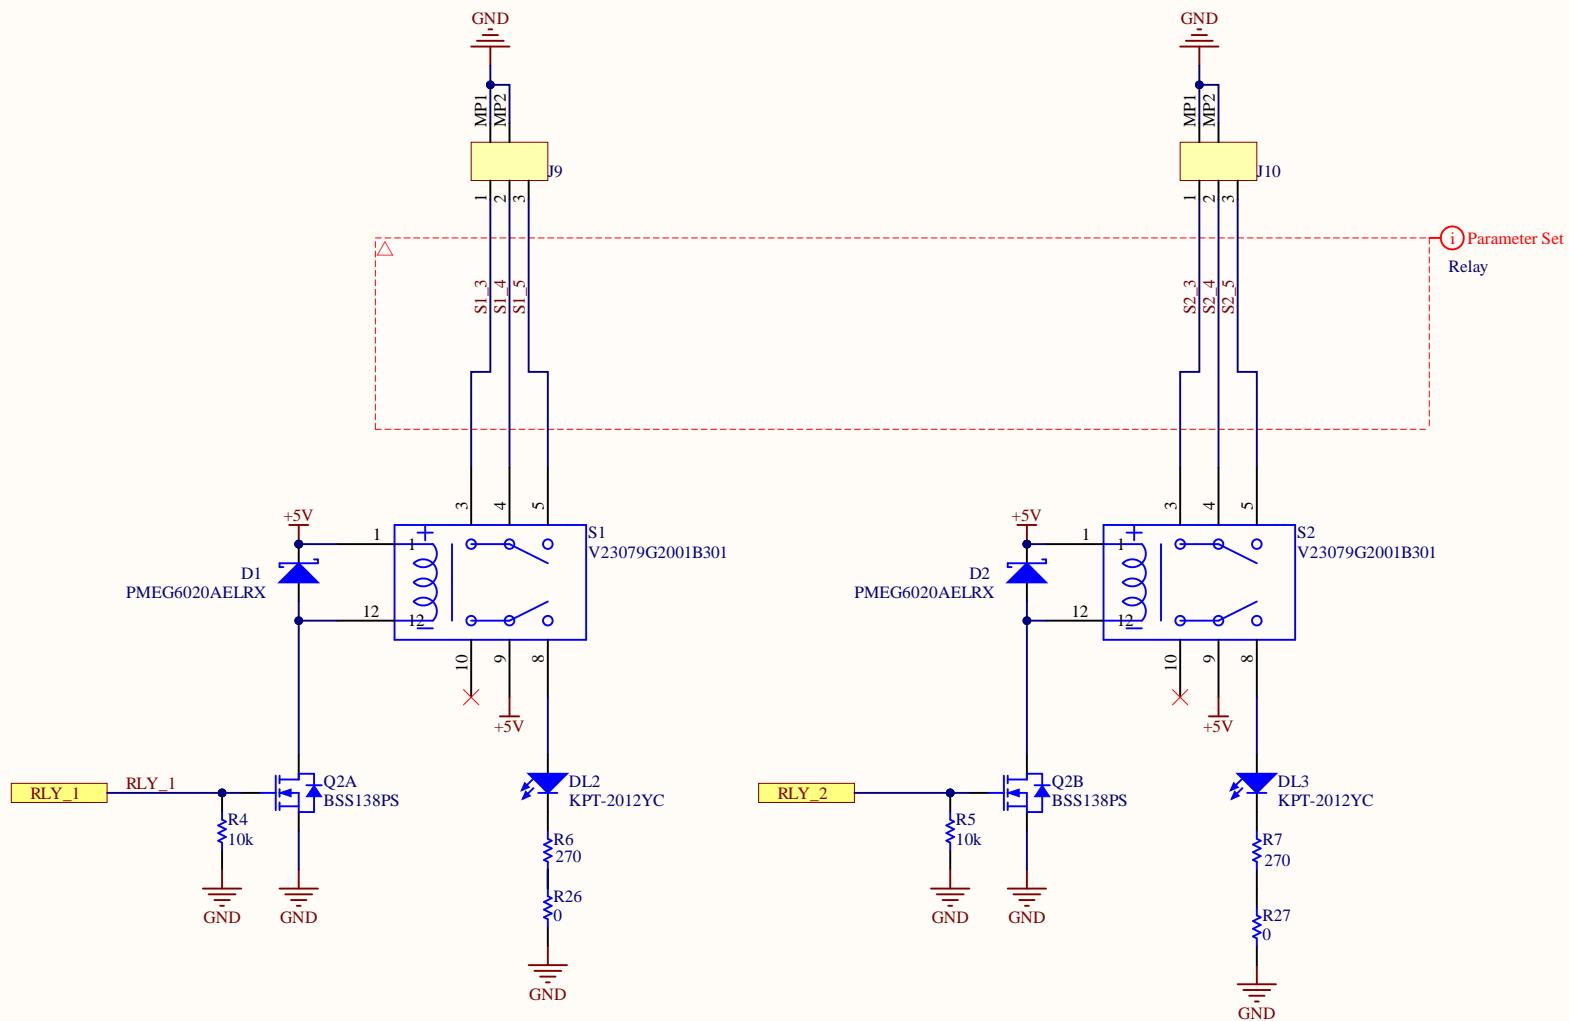 GND
GND
MP1
MP2
MP1
MP2
J9
J10
1
2
3
1
2
3
i Parameter Set
Relay
S1_3
S1_4
S1_5
S2_3
S2_4
S2_5
3
4
5
3
4
5
+5V
+5V
1
1
+
S1
V23079G2001B301
1
1
+
S2
V23079G2001B301
D1
PMEG6020AELRX
D2
PMEG6020AELRX
12
12
12
12
10
9
8
10
9
8
+5V
+5V
RLY_1
RLY_1
Q2A
BSS138PS
DL2
KPT-2012YC
RLY_2
Q2B
BSS138PS
DL3
KPT-2012YC
R4
10k
R6
270
R5
10k
R7
270
R26
0
R27
0
GND
GND
GND
GND
GND
GND